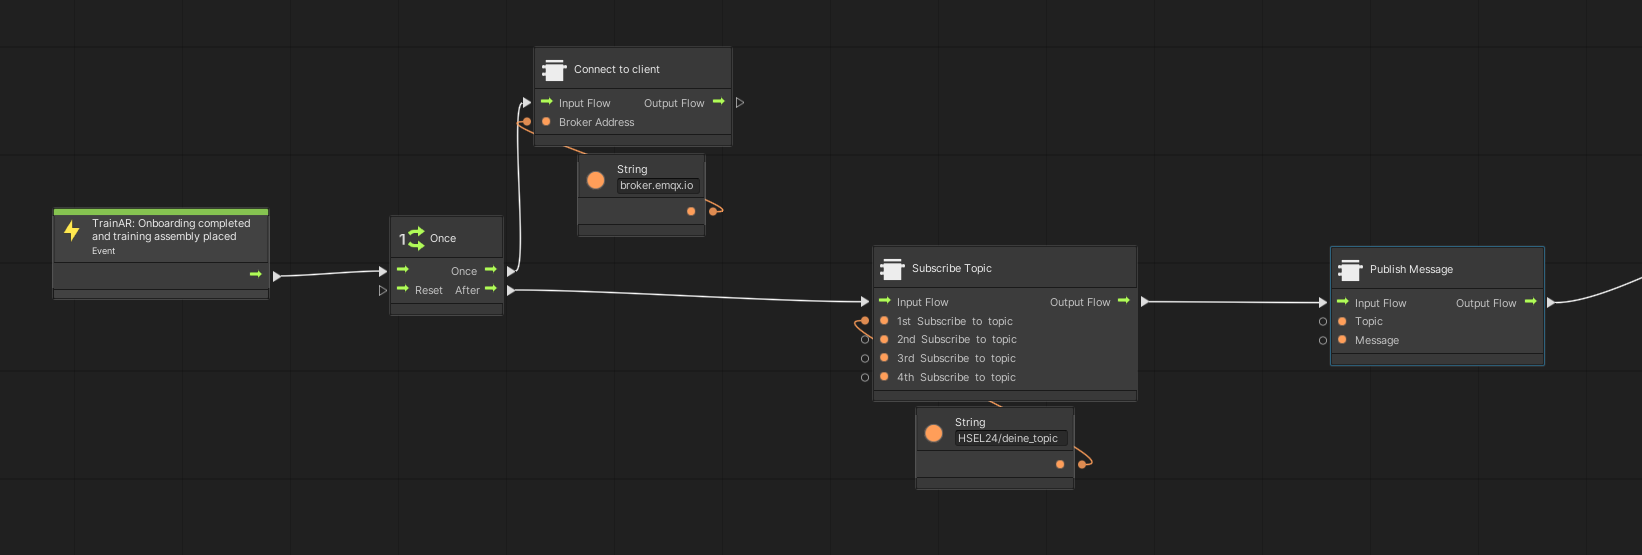 Connect to client
Input Flow Output Flow
Broker Address
String
broker.emqx.io
TrainAR: Onboarding completed
and training assembly placed
Event
1 Once
Once
Reset After
Subscribe Topic
Input Flow Output Flow
1st Subscribe to topic
2nd Subscribe to topic
3rd Subscribe to topic
4th Subscribe to topic
String
HSEL24/deine_topic
Publish Message
Input Flow Output Flow
Topic
Message